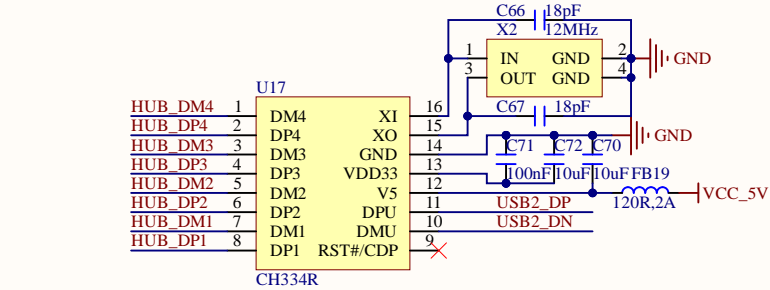 C66 18pF
X2 12MHz
1 IN GND 2 GND
3 OUT GND 4
U17
HUB_DM4 1 DM4 XI 16 C67 18pF
HUB_DP4 2 DP4 XO 15
HUB_DM3 3 DM3 GND 14 GND
C71 C72 C70
HUB_DP3 4 DP3 VDD33 13 100nF 10uF 10uF FB19
HUB_DM2 5 DM2 V5 12 120R,2A VCC_5V
HUB_DP2 6 DP2 DPU 11 USB2_DP
HUB_DM1 7 DM1 DMU 10 USB2_DN
HUB_DP1 8 DP1 RST#/CDP 9
CH334R